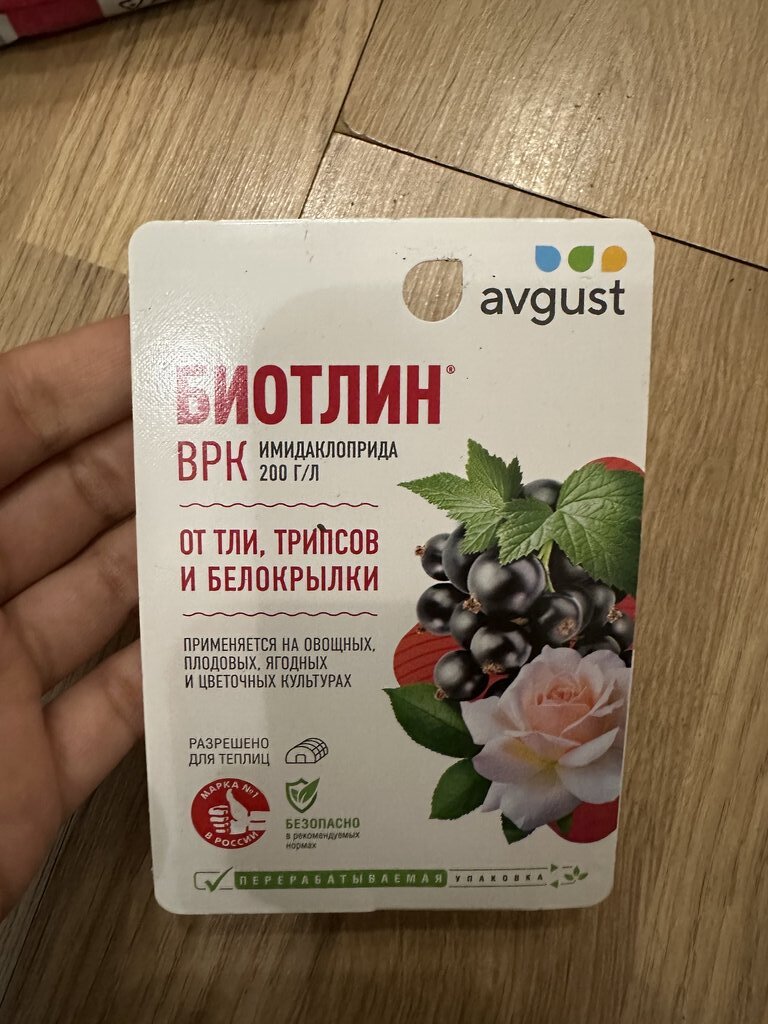 avgust
БИОТЛИН®
ВРК ИМИДАКЛОПРИДА
200 Г/Л
ОТ ТЛИ, ТРИПСОВ
И БЕЛОКРЫЛКИ
ПРИМЕНЯЕТСЯ НА ОВОЩНЫХ,
ПЛОДОВЫХ, ЯГОДНЫХ
И ЦВЕТОЧНЫХ КУЛЬТУРАХ
РАЗРЕШЕНО
ДЛЯ ТЕПЛИЦ
МАРКА №1
В РОССИИ
БЕЗОПАСНО
в рекомендуемых
нормах
ПЕРЕРАБАТЫВАЕМАЯ УПАКОВКА